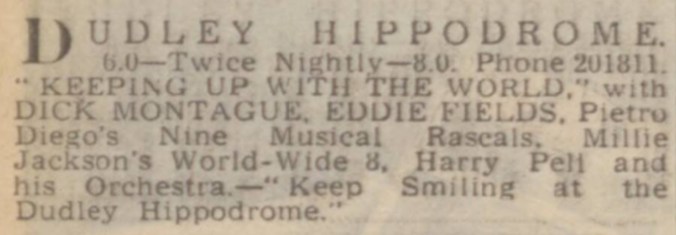 DUDLEY HIPPODROME.
6.0—Twice Nightly—8.0. Phone 201811.
"KEEPING UP WITH THE WORLD," with
DICK MONTAGUE, EDDIE FIELDS, Pietro
Diego's Nine Musical Rascals, Millie
Jackson's World-Wide 8, Harry Pell and
his Orchestra.—"Keep Smiling at the
Dudley Hippodrome."